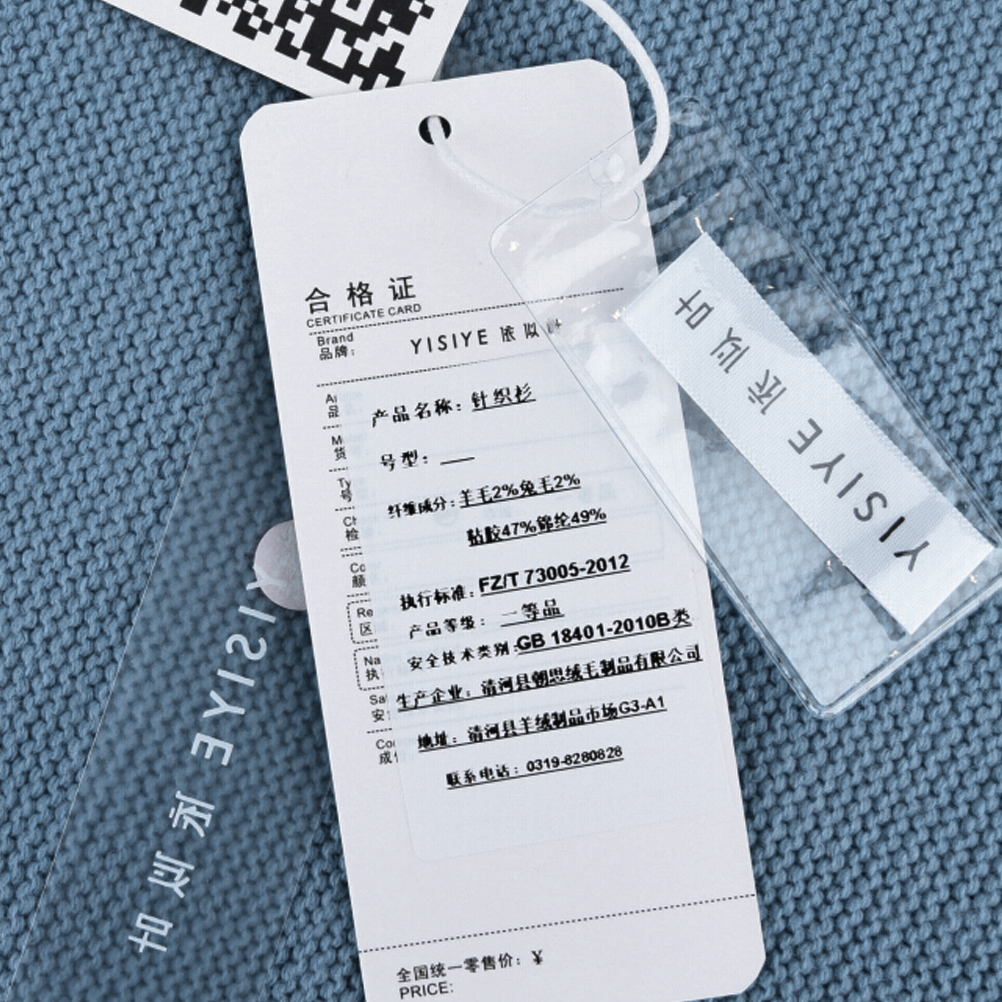 合格证
CERTIFICATE CARD
Brand
品牌:
YISIYE 依似叶
产品名称:针织衫
号型:
纤维成分:羊毛2%兔毛2%
粘胶47%锦纶49%
执行标准:FZ/T 73005-2012
产品等级: 一等品
安全技术类别:GB 18401-2010B类
生产企业:清河县朝思绒毛制品有限公司
地址:清河县羊绒制品市场G3-A1
联系电话:0319-8280828
全国统一零售价:¥
PRICE:
YISIYE 依似叶
YISIYE 依似叶